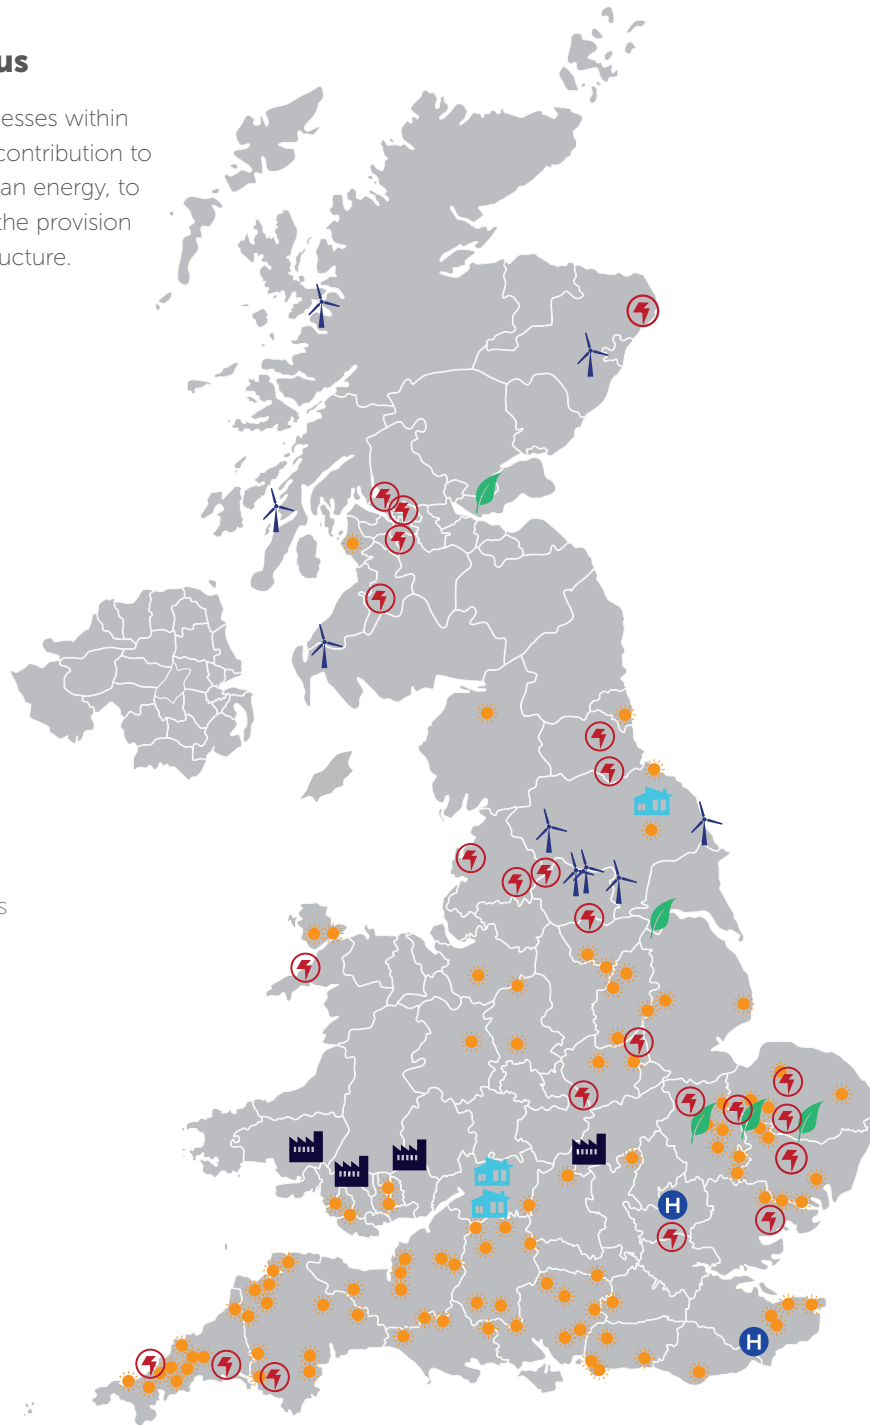 us
esses within
contribution to
an energy, to
the provision
ucture.
s
H
H